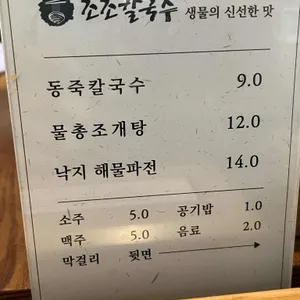 조조칼국수 생물의 신선한 맛
동죽칼국수 9.0
물총조개탕 12.0
낙지 해물파전 14.0
소주 5.0 공기밥 1.0
맥주 5.0 음료 2.0
막걸리 뒷면